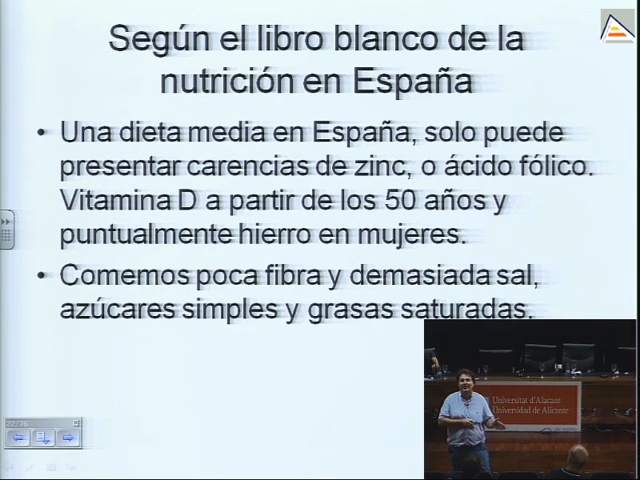 Según el libro blanco de la
nutrición en España
• Una dieta media en España, solo puede
presentar carencias de zinc, o ácido fólico.
Vitamina D a partir de los 50 años y
puntualmente hierro en mujeres.
• Comemos poca fibra y demasiada sal,
azúcares simples y grasas saturadas.
Universitat d'Alacant
Universidad de Alicante